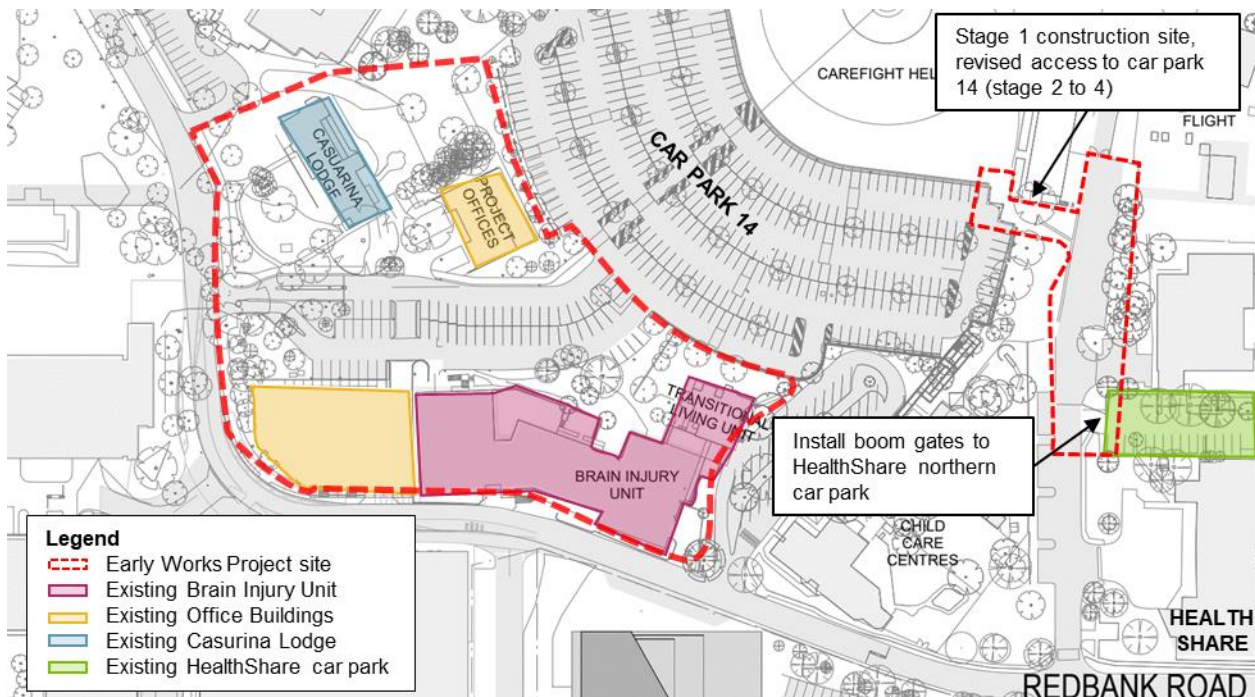 Stage 1 construction site,
revised access to car park
14 (stage 2 to 4)
CAREFIGHT HEL
FLIGHT
CASUARINA
LODGE
PROJECT
OFFICES
CAR PARK 14
TRANSITIONAL
LIVING UNIT
BRAIN INJURY
UNIT
Install boom gates to
HealthShare northern
car park
CHILD
CARE
CENTRES
HEALTH
SHARE
REDBANK ROAD
Legend
Early Works Project site
Existing Brain Injury Unit
Existing Office Buildings
Existing Casurina Lodge
Existing HealthShare car park